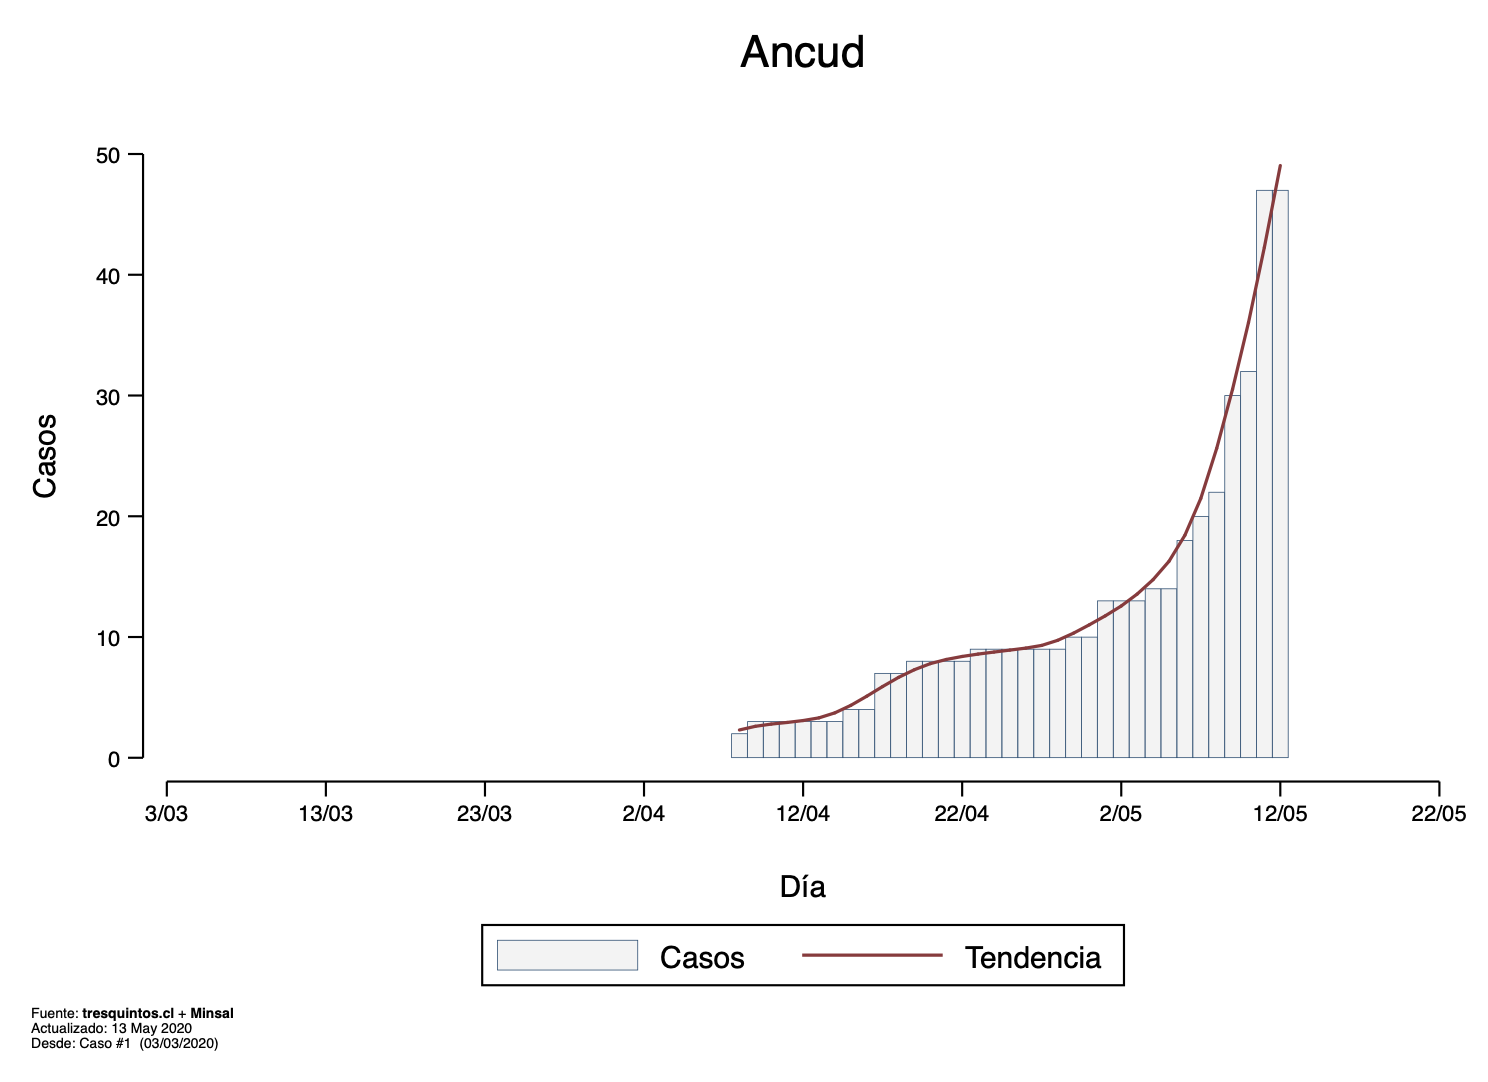 Ancud
50
40
30
20
10
0
Casos
3/03 13/03 23/03 2/04 12/04 22/04 2/05 12/05 22/05
Día
Casos Tendencia
Fuente: tresquintos.cl + Minsal
Actualizado: 13 May 2020
Desde: Caso #1 (03/03/2020)